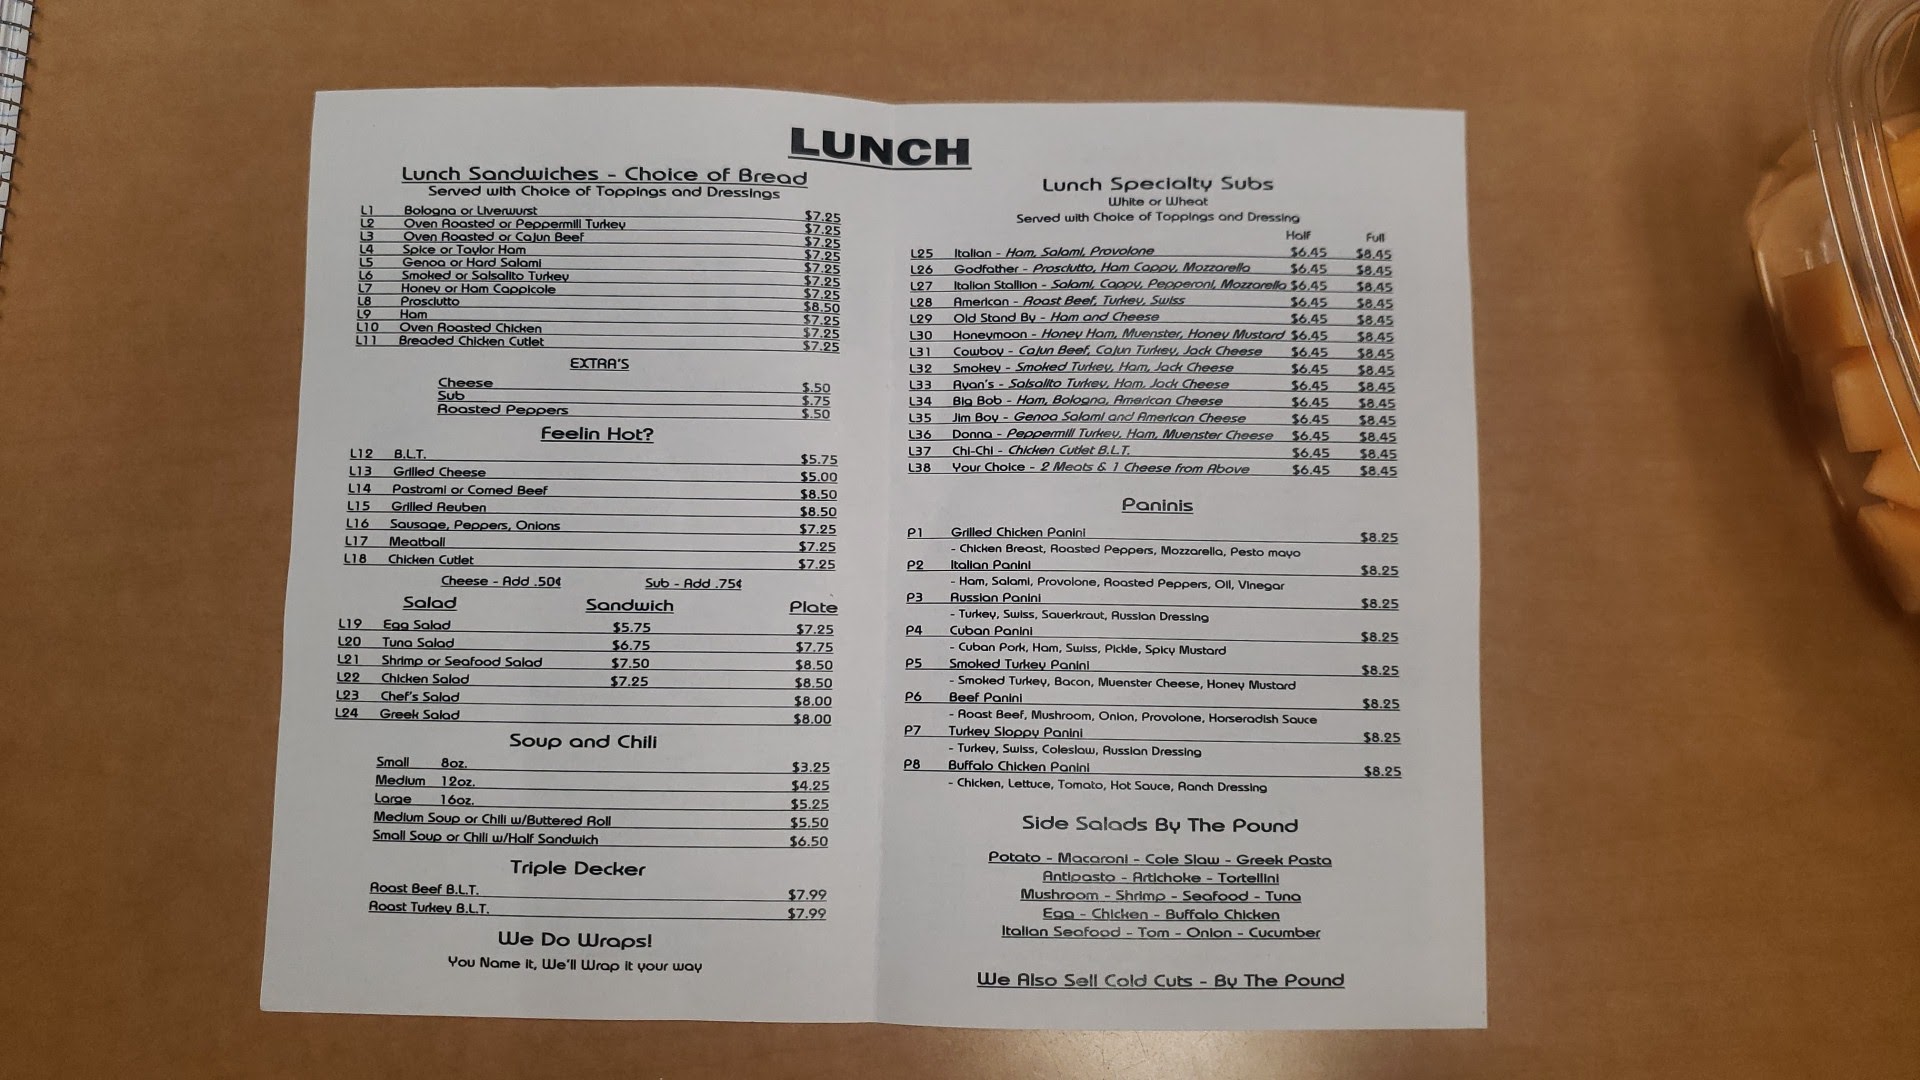 LUNCH
Lunch Sandwiches - Choice of Bread
Served with Choice of Toppings and Dressings
L1 Bologna or Liverwurst $7.25
L2 Oven Roasted or Peppermill Turkey $7.25
L3 Oven Roasted or Cajun Beef $7.25
L4 Spice or Taylor Ham $7.25
L5 Genoa or Hard Salami $7.25
L6 Smoked or Salsalito Turkey $7.25
L7 Honey or Ham Cappicole $7.25
L8 Prosciutto $8.50
L9 Ham $7.25
L10 Oven Roasted Chicken $7.25
L11 Breaded Chicken Cutlet $7.25
EXTRA'S
Cheese $.50
Sub $.75
Roasted Peppers $.50
Feelin Hot?
L12 B.L.T. $5.75
L13 Grilled Cheese $5.00
L14 Pastrami or Corned Beef $8.50
L15 Grilled Reuben $8.50
L16 Sausage, Peppers, Onions $7.25
L17 Meatball $7.25
L18 Chicken Cutlet $7.25
Cheese - Add .50¢ Sub - Add .75¢
Salad Sandwich Plate
L19 Egg Salad $5.75 $7.25
L20 Tuna Salad $6.75 $7.75
L21 Shrimp or Seafood Salad $7.50 $8.50
L22 Chicken Salad $7.25 $8.50
L23 Chef's Salad $8.00
L24 Greek Salad $8.00
Soup and Chili
Small 8oz. $3.25
Medium 12oz. $4.25
Large 16oz. $5.25
Medium Soup or Chili w/Buttered Roll $5.50
Small Soup or Chili w/Half Sandwich $6.50
Triple Decker
Roast Beef B.L.T. $7.99
Roast Turkey B.L.T. $7.99
We Do Wraps!
You Name it, We'll Wrap it your way
Lunch Specialty Subs
White or Wheat
Served with Choice of Toppings and Dressing
Half Full
L25 Italian - Ham, Salami, Provolone $6.45 $8.45
L26 Godfather - Prosciutto, Ham Cappy, Mozzarella $6.45 $8.45
L27 Italian Stallion - Salami, Cappy, Pepperoni, Mozzarella $6.45 $8.45
L28 American - Roast Beef, Turkey, Swiss $6.45 $8.45
L29 Old Stand By - Ham and Cheese $6.45 $8.45
L30 Honeymoon - Honey Ham, Muenster, Honey Mustard $6.45 $8.45
L31 Cowboy - Cajun Beef, Cajun Turkey, Jack Cheese $6.45 $8.45
L32 Smokey - Smoked Turkey, Ham, Jack Cheese $6.45 $8.45
L33 Ryan's - Salsalito Turkey, Ham, Jack Cheese $6.45 $8.45
L34 Big Bob - Ham, Bologna, American Cheese $6.45 $8.45
L35 Jim Boy - Genoa Salami and American Cheese $6.45 $8.45
L36 Donna - Peppermill Turkey, Ham, Muenster Cheese $6.45 $8.45
L37 Chi-Chi - Chicken Cutlet B.L.T. $6.45 $8.45
L38 Your Choice - 2 Meats & 1 Cheese from Above $6.45 $8.45
Paninis
P1 Grilled Chicken Panini $8.25
- Chicken Breast, Roasted Peppers, Mozzarella, Pesto mayo
P2 Italian Panini $8.25
- Ham, Salami, Provolone, Roasted Peppers, Oil, Vinegar
P3 Russian Panini $8.25
- Turkey, Swiss, Sauerkraut, Russian Dressing
P4 Cuban Panini $8.25
- Cuban Pork, Ham, Swiss, Pickle, Spicy Mustard
P5 Smoked Turkey Panini $8.25
- Smoked Turkey, Bacon, Muenster Cheese, Honey Mustard
P6 Beef Panini $8.25
- Roast Beef, Mushroom, Onion, Provolone, Horseradish Sauce
P7 Turkey Sloppy Panini $8.25
- Turkey, Swiss, Coleslaw, Russian Dressing
P8 Buffalo Chicken Panini $8.25
- Chicken, Lettuce, Tomato, Hot Sauce, Ranch Dressing
Side Salads By The Pound
Potato - Macaroni - Cole Slaw - Greek Pasta
Antipasto - Artichoke - Tortellini
Mushroom - Shrimp - Seafood - Tuna
Egg - Chicken - Buffalo Chicken
Italian Seafood - Tom - Onion - Cucumber
We Also Sell Cold Cuts - By The Pound